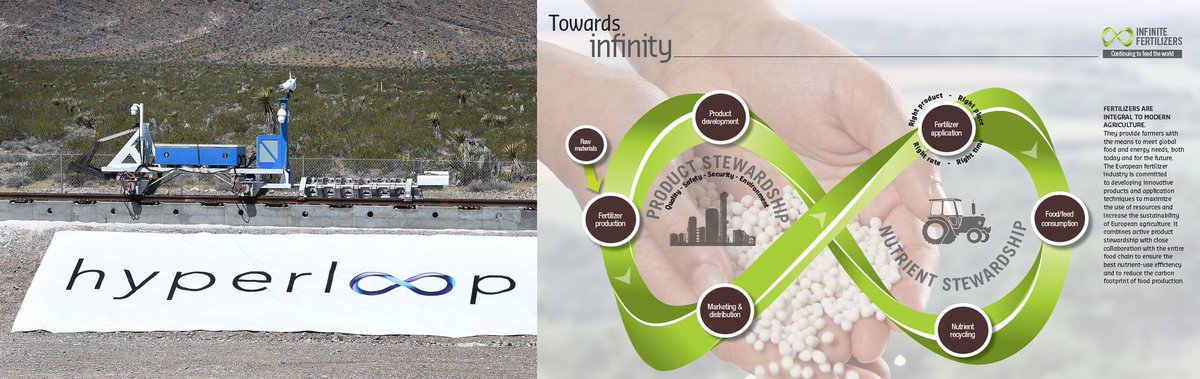 hyperloop
Towards
infinity
INFINITE
FERTILIZERS
Continuing to feed the world
Raw
materials
Product
development
Fertilizer
production
Marketing &
distribution
PRODUCT STEWARDSHIP
Quality - Safety - Security - Environment
Right product - Right place
Fertilizer
application
Right rate - Right time
Food/feed
consumption
Nutrient
recycling
NUTRIENT STEWARDSHIP
FERTILIZERS ARE
INTEGRAL TO MODERN
AGRICULTURE.
They provide farmers with
the means to meet global
food and energy needs, both
today and for the future.
The European fertilizer
industry is committed
to developing innovative
products and application
techniques to maximize
the use of resources and
increase the sustainability
of European agriculture. It
combines active product
stewardship with close
collaboration with the entire
food chain to ensure the
best nutrient-use efficiency
and to reduce the carbon
footprint of food production.